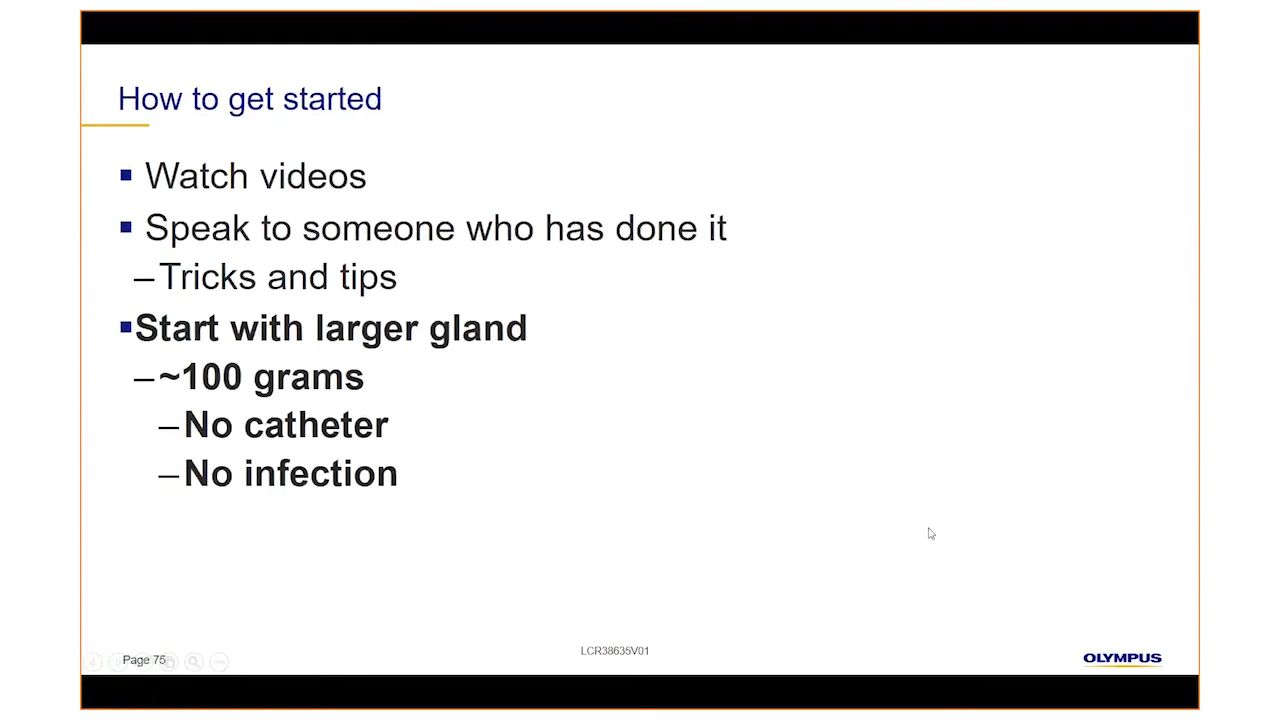 How to get started
▪ Watch videos
▪ Speak to someone who has done it
–Tricks and tips
▪Start with larger gland
–~100 grams
–No catheter
–No infection
LCR38635V01
Page 75
OLYMPUS